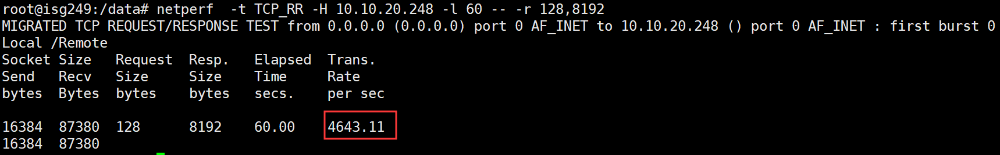 root@isg249:/data# netperf  -t TCP_RR -H 10.10.20.248 -l 60 -- -r 128,8192
MIGRATED TCP REQUEST/RESPONSE TEST from 0.0.0.0 (0.0.0.0) port 0 AF_INET to 10.10.20.248 () port 0 AF_INET : first burst 0
Local /Remote
Socket Size   Request  Resp.   Elapsed  Trans.
Send   Recv   Size     Size    Time     Rate
bytes  Bytes  bytes    bytes   secs.    per sec
16384  87380  128      8192    60.00    4643.11
16384  87380